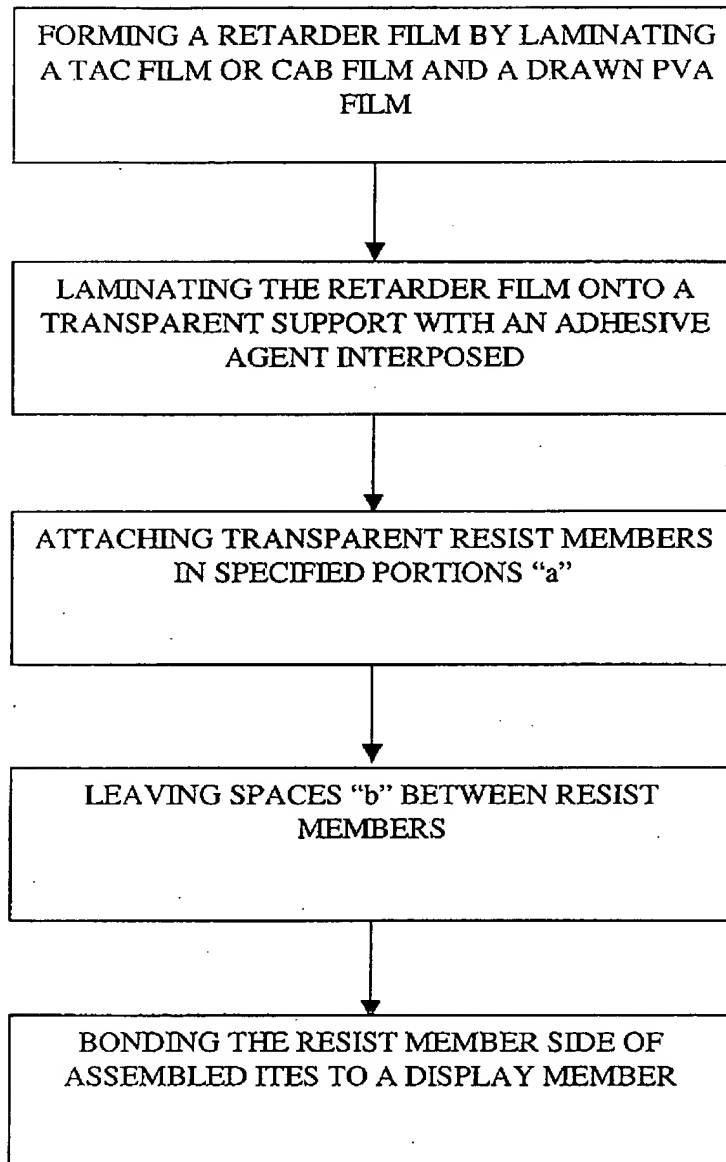 FORMING A RETARDER FILM BY LAMINATING
A TAC FILM OR CAB FILM AND A DRAWN PVA
FILM
LAMINATING THE RETARDER FILM ONTO A
TRANSPARENT SUPPORT WITH AN ADHESIVE
AGENT INTERPOSED
ATTACHING TRANSPARENT RESIST MEMBERS
IN SPECIFIED PORTIONS “a”
LEAVING SPACES “b” BETWEEN RESIST
MEMBERS
BONDING THE RESIST MEMBER SIDE OF
ASSEMBLED ITES TO A DISPLAY MEMBER